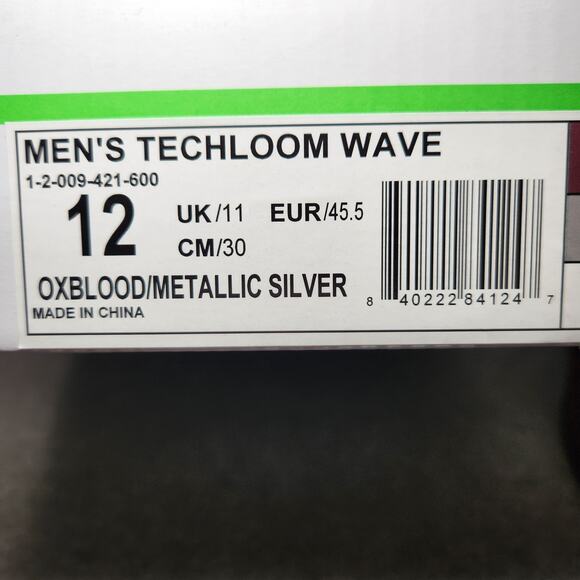 MEN'S TECHLOOM WAVE
1-2-009-421-600
12 UK/11 EUR/45.5
CM/30
OXBLOOD/METALLIC SILVER
MADE IN CHINA
8 40222 84124 7